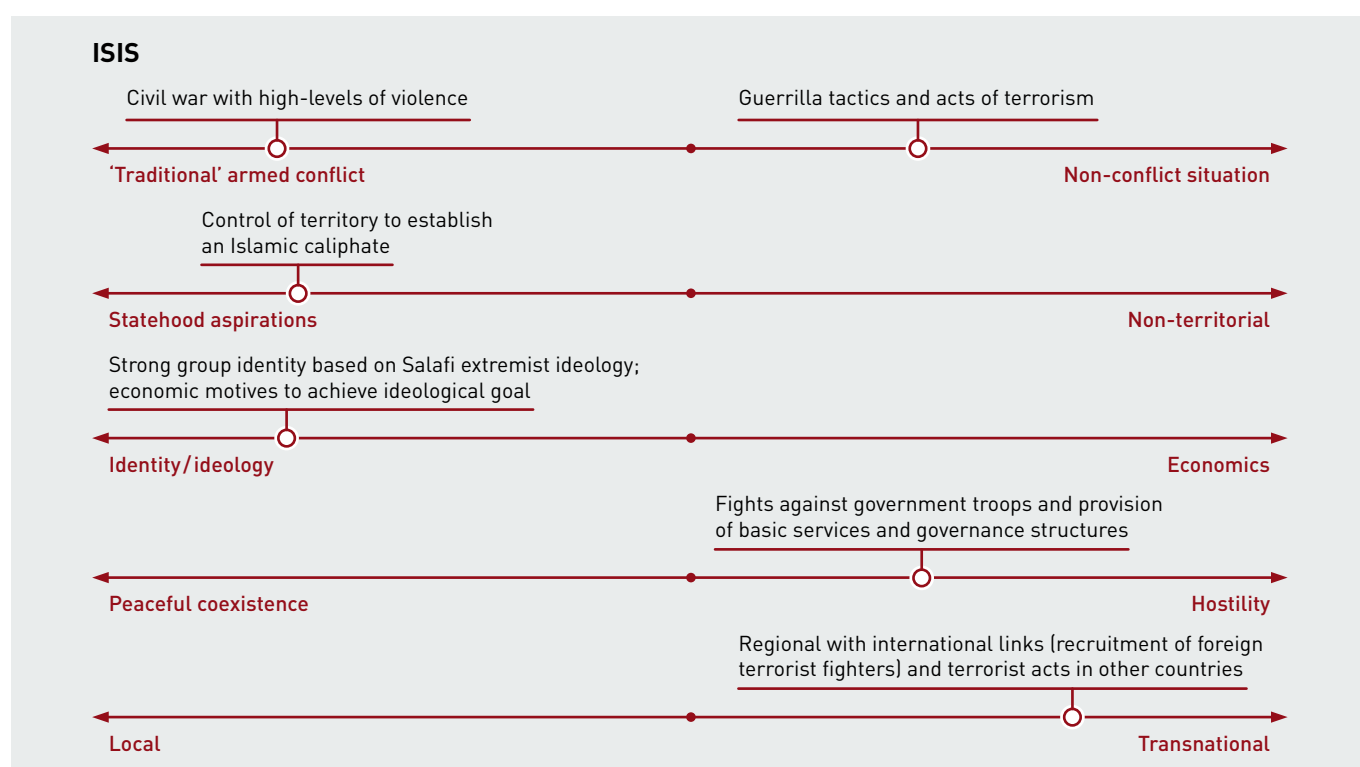 ISIS
Civil war with high-levels of violence
Guerrilla tactics and acts of terrorism
‘Traditional’ armed conflict
Non-conflict situation
Control of territory to establish
an Islamic caliphate
Statehood aspirations
Non-territorial
Strong group identity based on Salafi extremist ideology;
economic motives to achieve ideological goal
Identity/ideology
Economics
Fights against government troops and provision
of basic services and governance structures
Peaceful coexistence
Hostility
Regional with international links (recruitment of foreign
terrorist fighters) and terrorist acts in other countries
Local
Transnational